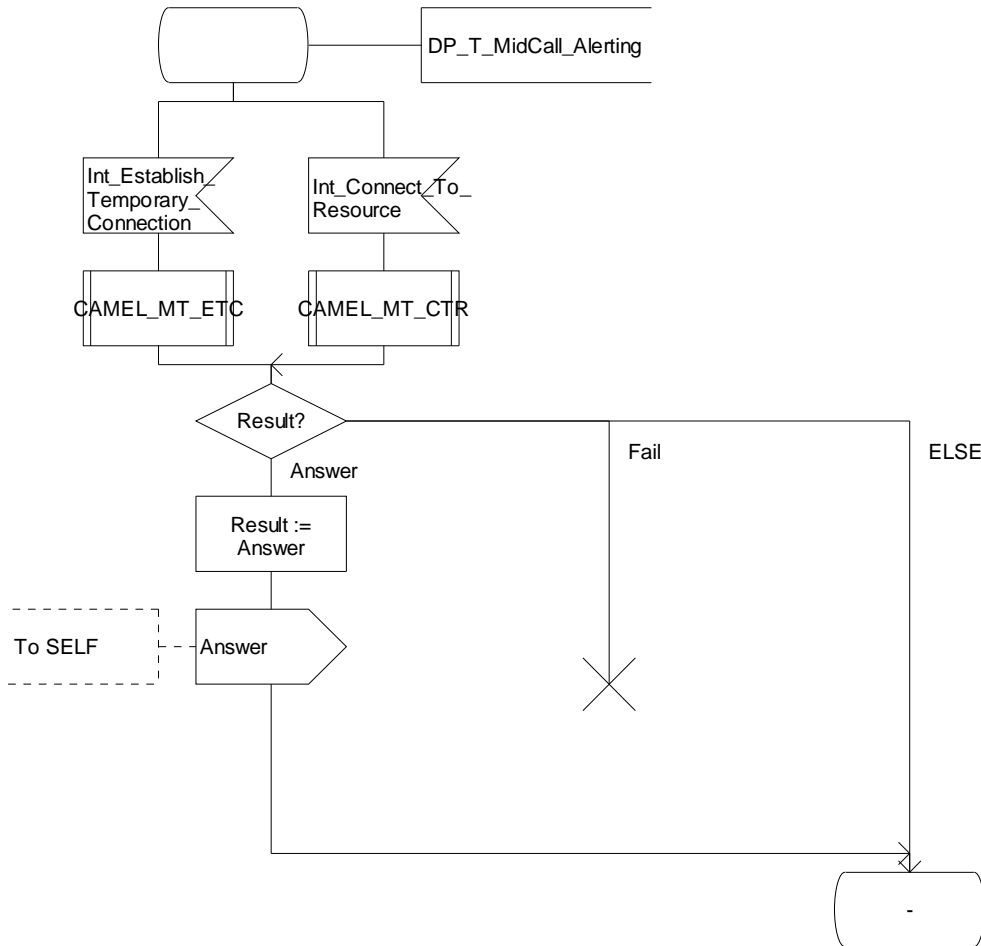 DP_T_MidCall_Alerting
Int_Establish_
Temporary_
Connection
Int_Connect_To_
Resource
CAMEL_MT_ETC
CAMEL_MT_CTR
Result?
Fail
ELSE
Answer
Result :=
Answer
To SELF
Answer
-